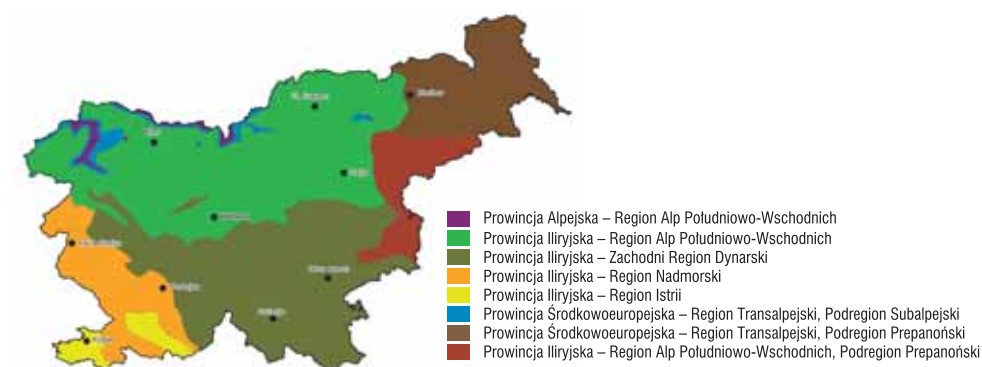 Prowincja Alpejska – Region Alp Południowo-Wschodnich
Prowincja Iliryjska – Region Alp Południowo-Wschodnich
Prowincja Iliryjska – Zachodni Region Dynarski
Prowincja Iliryjska – Region Nadmorski
Prowincja Iliryjska – Region Istrii
Prowincja Środkowoeuropejska – Region Transalpejski, Podregion Subalpejski
Prowincja Środkowoeuropejska – Region Transalpejski, Podregion Prepanoński
Prowincja Iliryjska – Region Alp Południowo-Wschodnich, Podregion Prepanoński